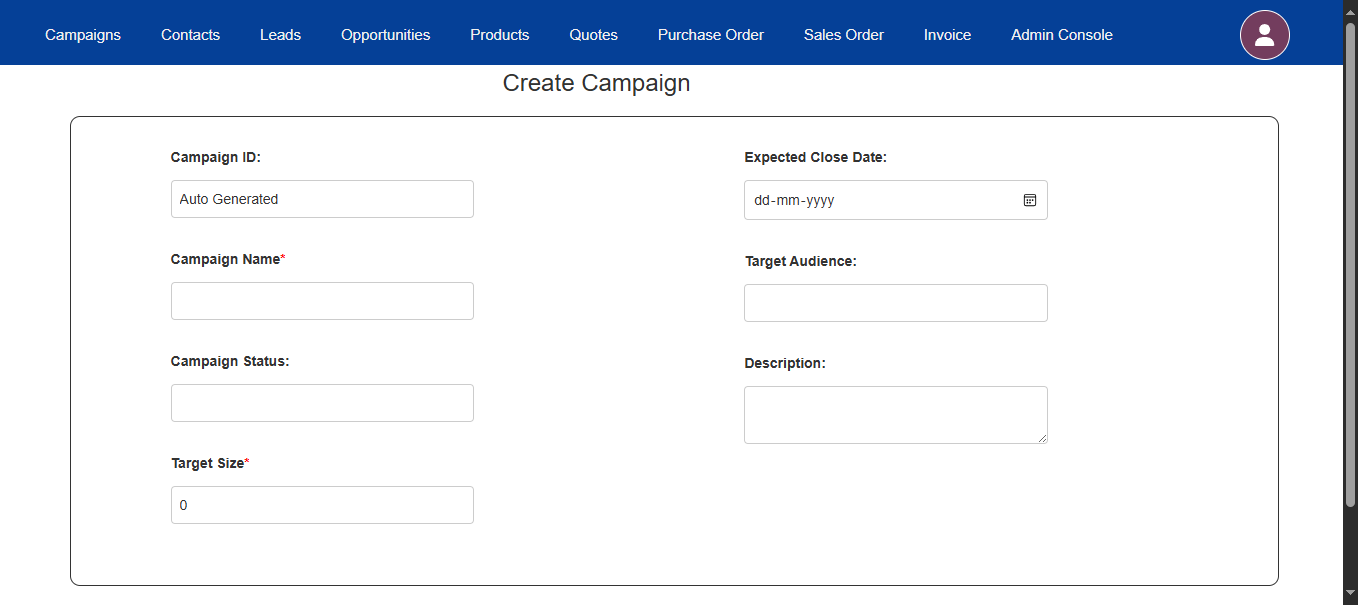 Campaigns Contacts Leads Opportunities Products Quotes Purchase Order Sales Order Invoice Admin Console
Create Campaign
Campaign ID:
Auto Generated
Campaign Name*
Campaign Status:
Target Size*
0
Expected Close Date:
dd-mm-yyyy
Target Audience:
Description: